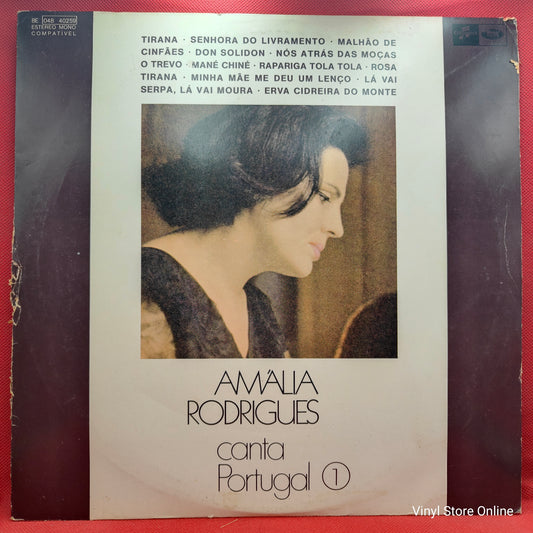 8E 048 40259
ESTÉREO MONO
COMPATÍVEL
TIRANA · SENHORA DO LIVRAMENTO · MALHÃO DE
CINFÃES · DON SOLIDON · NÓS ATRÁS DAS MOÇAS
O TREVO · MANÉ CHINÉ · RAPARIGA TOLA TOLA · ROSA
TIRANA · MINHA MÃE ME DEU UM LENÇO · LÁ VAI
SERPA, LÁ VAI MOURA · ERVA CIDREIRA DO MONTE
AMÁLIA
RODRIGUES
canta
Portugal 1
Vinyl Store Online